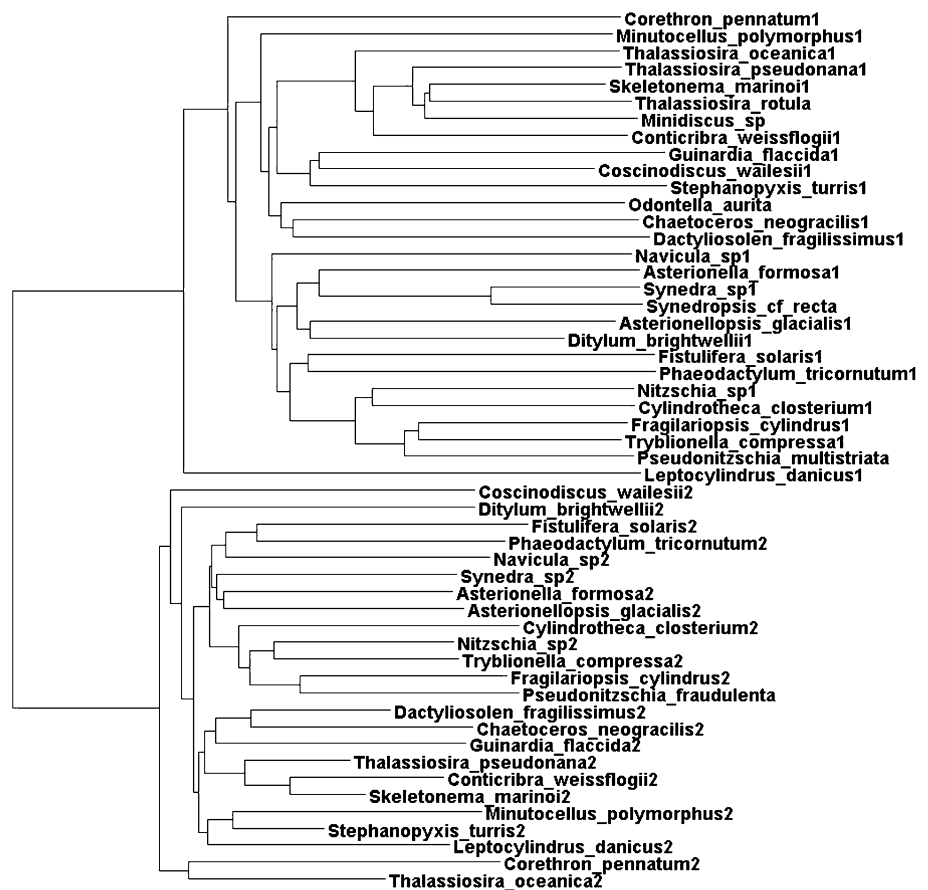 Corethron_pennatum1
Minutocellus_polymorphus1
Thalassiosira_oceanica1
Thalassiosira_pseudonana1
Skeletonema_marinoi1
Thalassiosira_rotula
Minidiscus_sp
Conticribra_weissflogii1
Guinardia_flaccida1
Coscinodiscus_wailesii1
Stephanopyxis_turris1
Odontella_aurita
Chaetoceros_neogracilis1
Dactyliosolen_fragilissimus1
Navicula_sp1
Asterionella_formosa1
Synedra_sp1
Synedropsis_cf_recta
Asterionellopsis_glacialis1
Ditylum_brightwellii1
Fistulifera_solaris1
Phaeodactylum_tricornutum1
Nitzschia_sp1
Cylindrotheca_closterium1
Fragilariopsis_cylindrus1
Tryblionella_compressa1
Pseudonitzschia_multistriata
Leptocylindrus_danicus1
Coscinodiscus_wailesii2
Ditylum_brightwellii2
Fistulifera_solaris2
Phaeodactylum_tricornutum2
Navicula_sp2
Synedra_sp2
Asterionella_formosa2
Asterionellopsis_glacialis2
Cylindrotheca_closterium2
Nitzschia_sp2
Tryblionella_compressa2
Fragilariopsis_cylindrus2
Pseudonitzschia_fraudulenta
Dactyliosolen_fragilissimus2
Chaetoceros_neogracilis2
Guinardia_flaccida2
Thalassiosira_pseudonana2
Conticribra_weissflogii2
Skeletonema_marinoi2
Minutocellus_polymorphus2
Stephanopyxis_turris2
Leptocylindrus_danicus2
Corethron_pennatum2
Thalassiosira_oceanica2